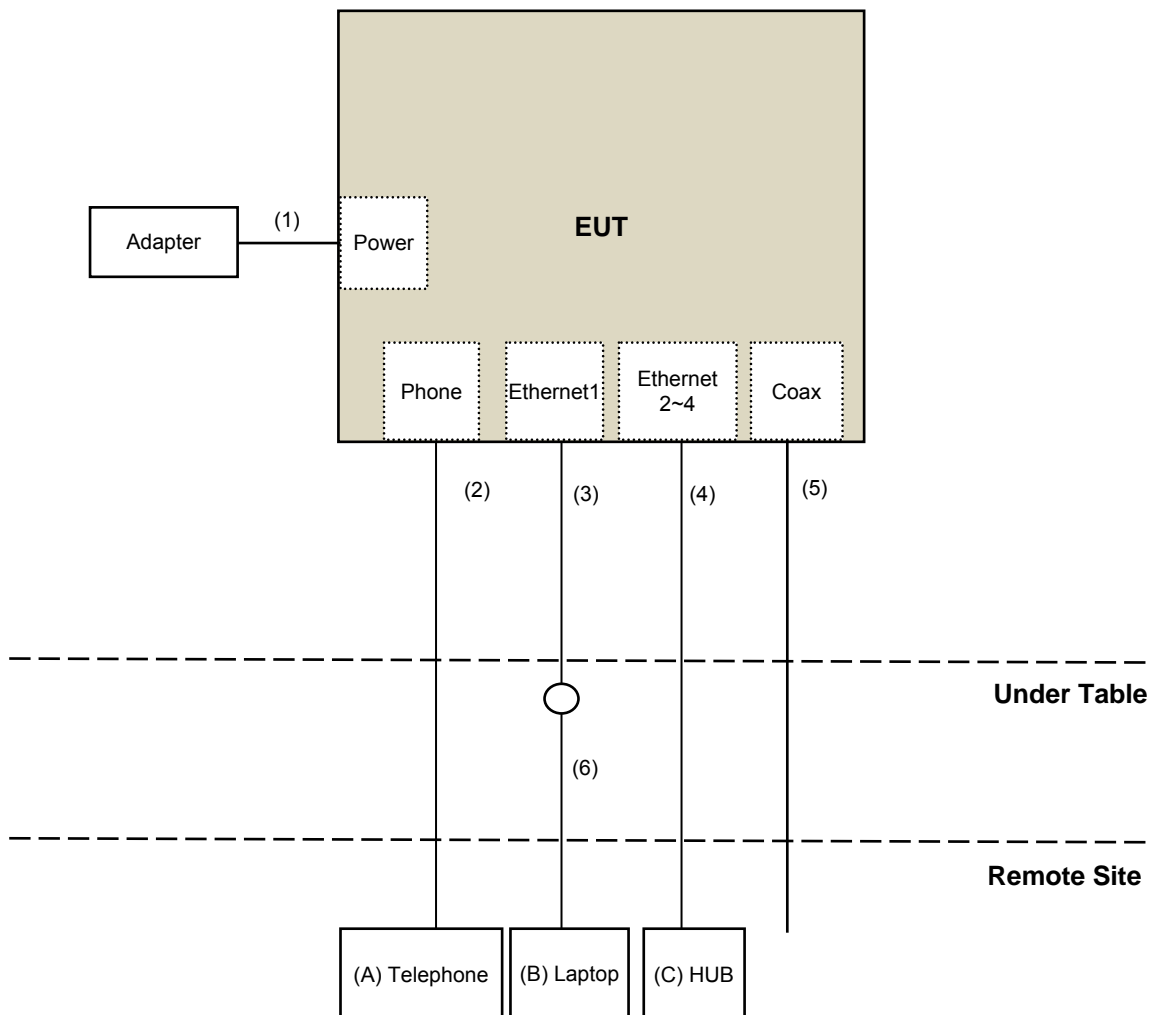 EUT
(1)
Adapter
Power
Phone
Ethernet1
Ethernet
2~4
Coax
(2)
(3)
(4)
(5)
Under Table
(6)
Remote Site
(A) Telephone
(B) Laptop
(C) HUB